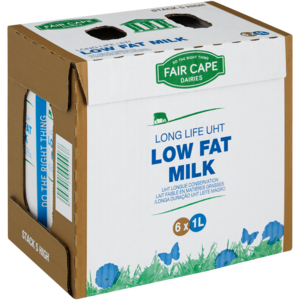 DO THE RIGHT THING
FAIR CAPE
DAIRIES
STACK 5 HIGH
DO THE RIGHT THING
LONG LIFE UHT
LOW FAT
MILK
UHT LONGUE CONSERVATION
LAIT FAIBLE EN MATIÈRES GRASSES
(LONGA DURAÇÃO UHT LEITE MAGRO)
6 x 1L